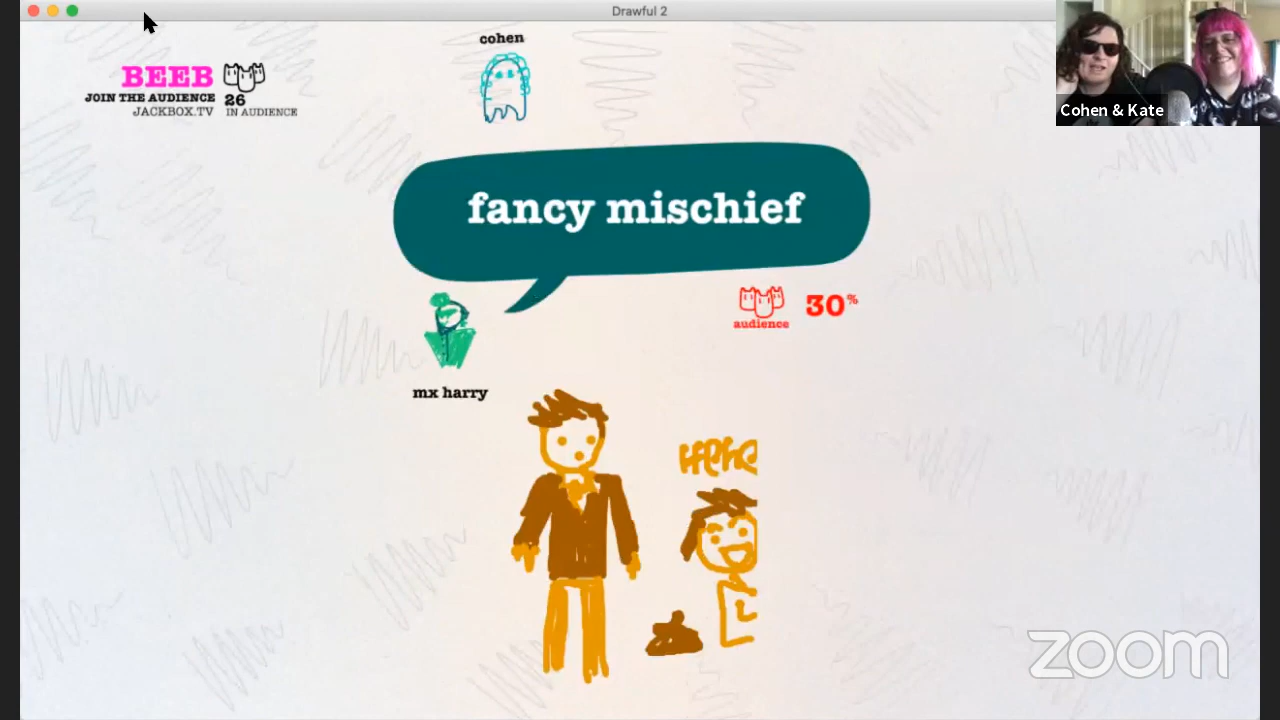 Drawful 2
cohen
BEEB
JOIN THE AUDIENCE
JACKBOX.TV
26
IN AUDIENCE
Cohen & Kate
fancy mischief
30%
audience
mx harry
HeHe
zoom